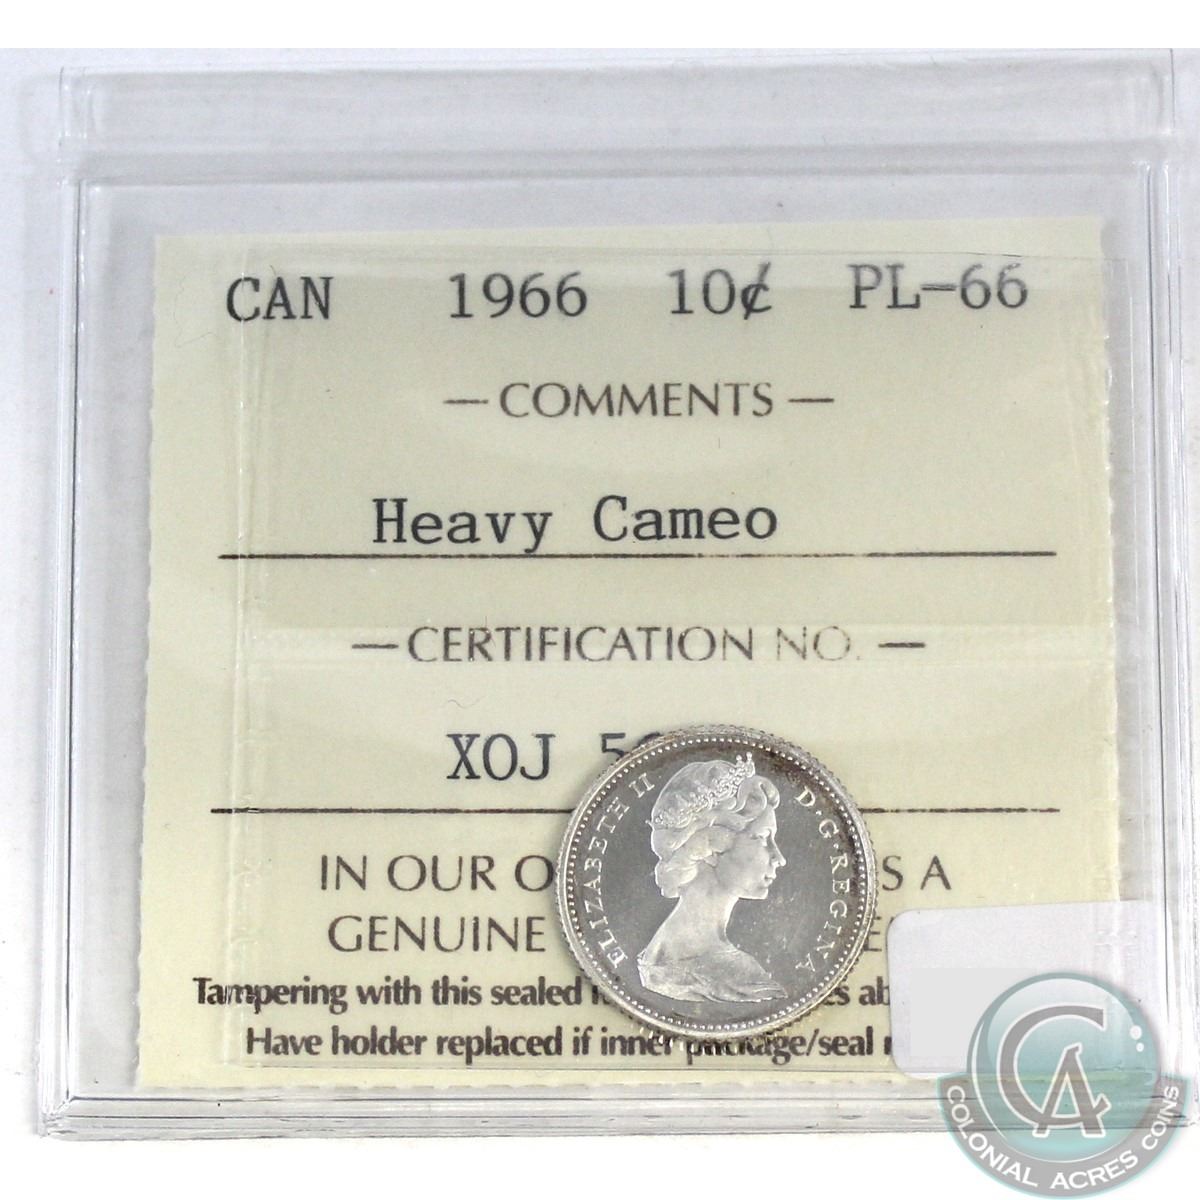 CAN 1966 10¢ PL-66
— COMMENTS —
Heavy Cameo
— CERTIFICATION NO. —
XOJ
IN OUR A
GENUINE
Tampering with this sealed
Have holder replaced if inner package/seal
ELIZABETH II D·G·REGINA
CA
COLONIAL ACRES COINS